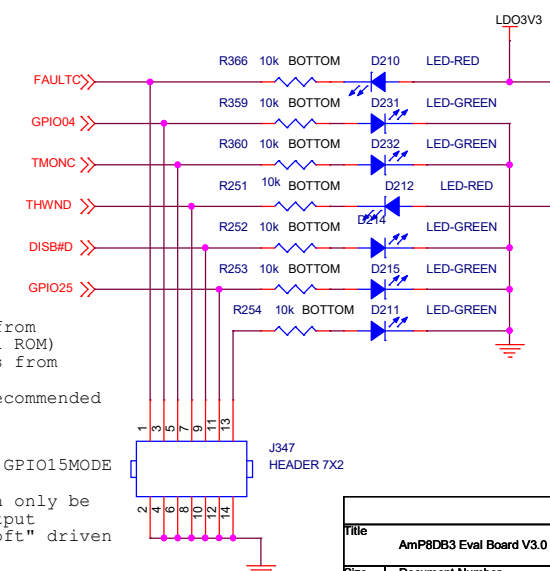 LDO3V3
R366 10k BOTTOM D210 LED-RED
FAULTC
R359 10k BOTTOM D231 LED-GREEN
GPIO04
R360 10k BOTTOM D232 LED-GREEN
TMONC
R251 10k BOTTOM D212 LED-RED
THWND
D214
R252 10k BOTTOM LED-GREEN
DISB#D
R253 10k BOTTOM D215 LED-GREEN
GPIO25
R254 10k BOTTOM D211 LED-GREEN
from
ROM)
from
1 3 5 7 9 11 13
J347
HEADER 7X2
GPIO15MODE
only be
2 4 6 8 10 12 14
driven
Title
AmP8DB3 Eval Board V3.0
Document Number